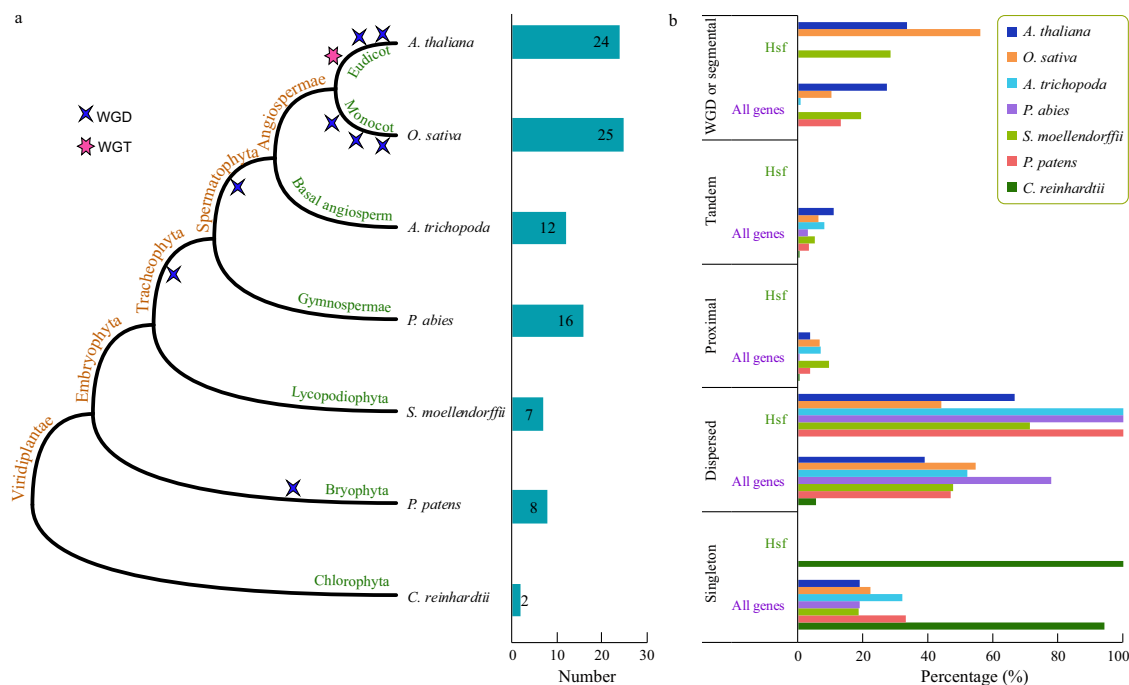 a
WGD
WGT
Viridiplantae
Embryophyta
Tracheophyta
Spermatophyta
Angiospermae
Eudicot
Monocot
Basal angiosperm
Gymnospermae
Lycopodiophyta
Bryophyta
Chlorophyta
A. thaliana
O. sativa
A. trichopoda
P. abies
S. moellendorffii
P. patens
C. reinhardtii
24
25
12
16
7
8
2
0 10 20 30
Number
b
WGD or segmental
Hsf
All genes
Tandem
Hsf
All genes
Proximal
Hsf
All genes
Dispersed
Hsf
All genes
Singleton
Hsf
All genes
0 20 40 60 80 100
Percentage (%)
A. thaliana
O. sativa
A. trichopoda
P. abies
S. moellendorffii
P. patens
C. reinhardtii